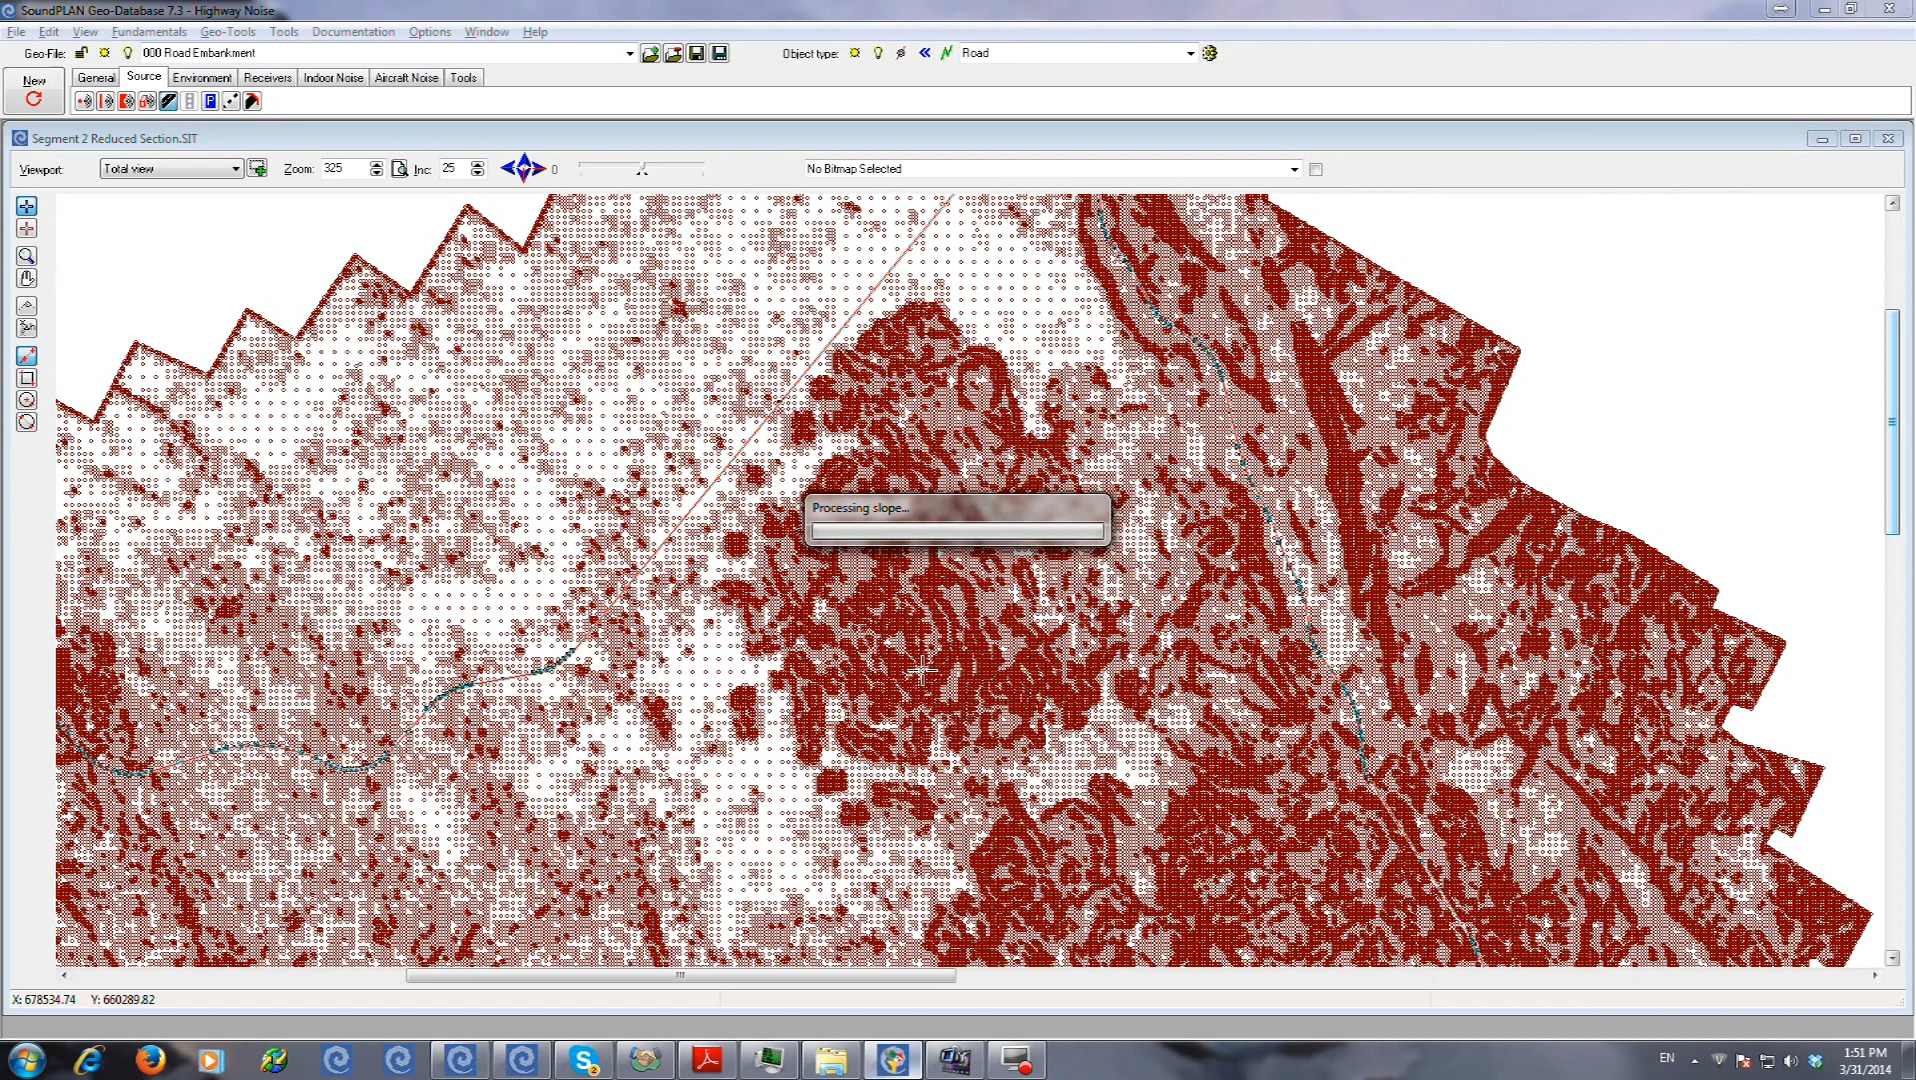 SoundPLAN Geo-Database 7.3 - Highway Noise
File Edit View Fundamentals Geo-Tools Tools Documentation Options Window Help
Geo-File: 000 Road Embankment Object type: Road
New General Source Environment Receivers Indoor Noise Aircraft Noise Tools
P
Segment 2 Reduced Section.SIT
Viewport: Total view Zoom: 325 Inc: 25 0 No Bitmap Selected
Processing slope...
X: 678534.74 Y: 660289.82
2
EN 1:51 PM
3/31/2014